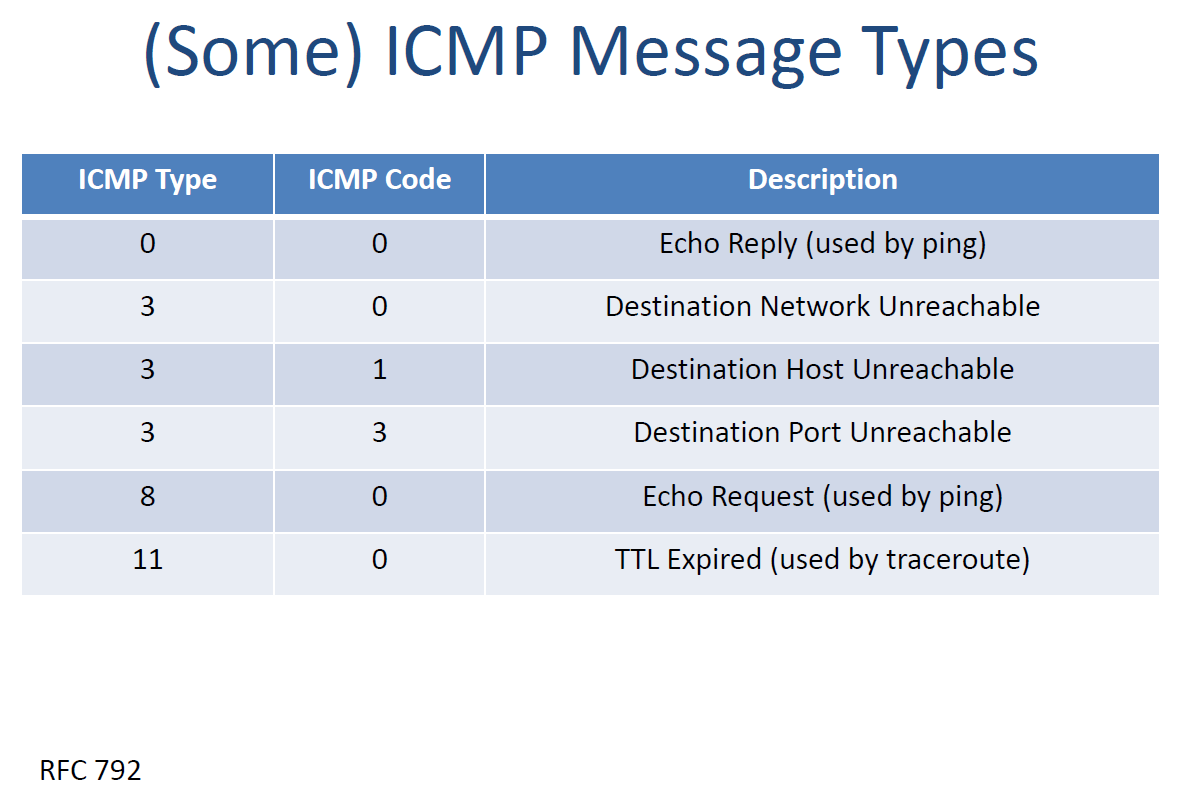 (Some) ICMP Message Types
ICMP Type ICMP Code Description
0 0 Echo Reply (used by ping)
3 0 Destination Network Unreachable
3 1 Destination Host Unreachable
3 3 Destination Port Unreachable
8 0 Echo Request (used by ping)
11 0 TTL Expired (used by traceroute)
RFC 792